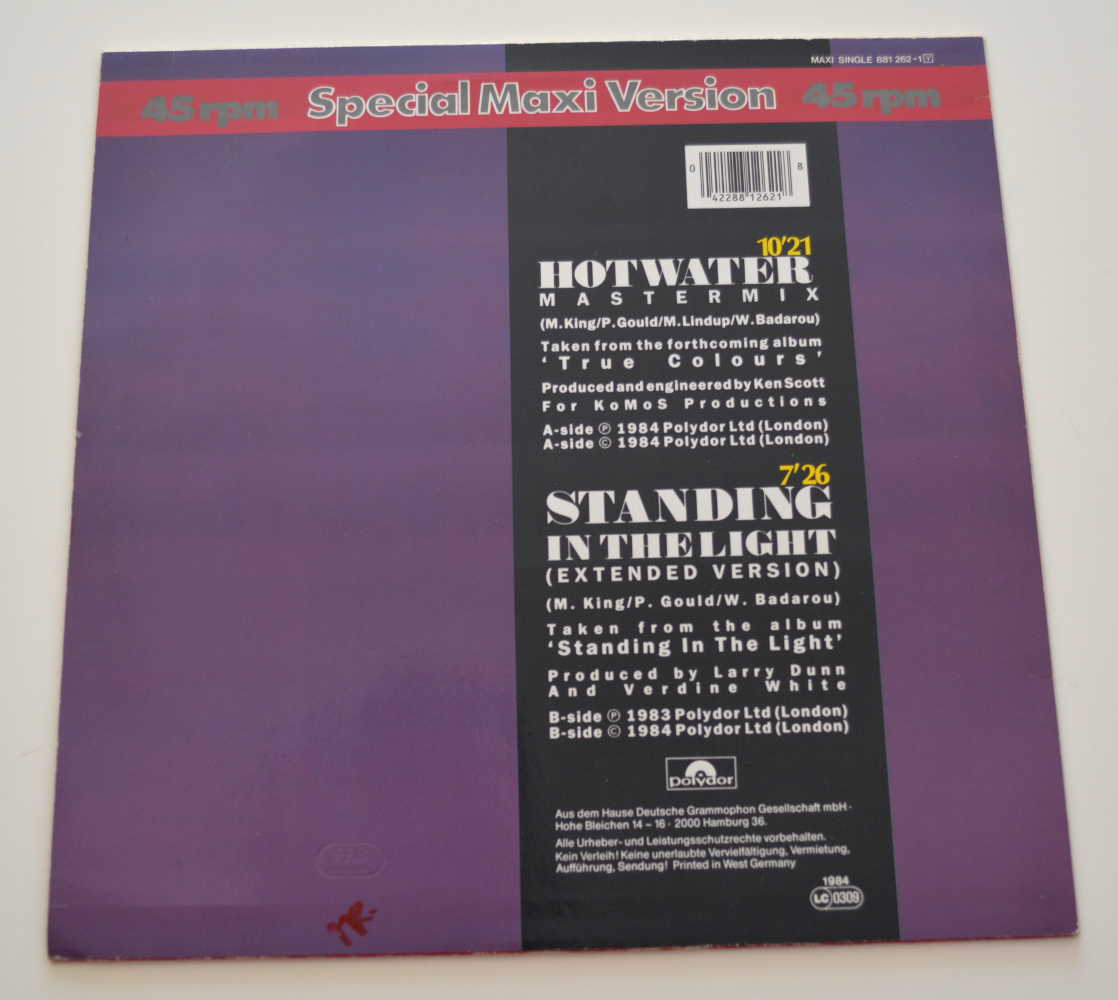 MAXI SINGLE 881 262-1 Y
45 rpm Special Maxi Version 45 rpm
0 42288 12621 8
10'21
HOT WATER
MASTERMIX
(M.King/P.Gould/M.Lindup/W.Badarou)
Taken from the forthcoming album
'True Colours'
Produced and engineered by Ken Scott
For KoMoS Productions
A-side ℗ 1984 Polydor Ltd (London)
A-side © 1984 Polydor Ltd (London)
7'26
STANDING
IN THE LIGHT
(EXTENDED VERSION)
(M. King/P. Gould/W. Badarou)
Taken from the album
'Standing In The Light'
Produced by Larry Dunn
And Verdine White
B-side ℗ 1983 Polydor Ltd (London)
B-side © 1984 Polydor Ltd (London)
polydor
Aus dem Hause Deutsche Grammophon Gesellschaft mbH ·
Hohe Bleichen 14 – 16 · 2000 Hamburg 36.
Alle Urheber- und Leistungsschutzrechte vorbehalten.
Kein Verleih! Keine unerlaubte Vervielfältigung, Vermietung,
Aufführung, Sendung! Printed in West Germany
1984
LC 0309